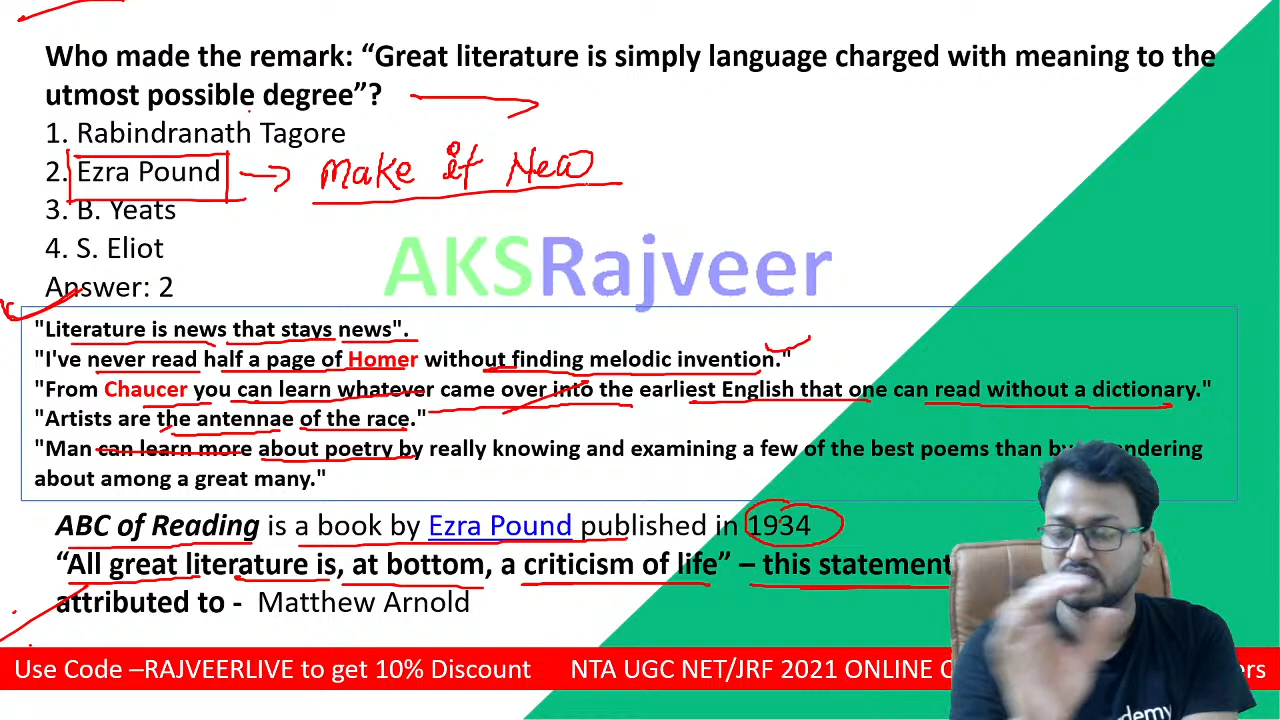 Who made the remark: “Great literature is simply language charged with meaning to the
utmost possible degree”?
1. Rabindranath Tagore
2. Ezra Pound → Make it New
3. B. Yeats
4. S. Eliot
Answer: 2
AKSRajveer
"Literature is news that stays news".
"I've never read half a page of Homer without finding melodic invention."
"From Chaucer you can learn whatever came over into the earliest English that one can read without a dictionary."
"Artists are the antennae of the race."
"Man can learn more about poetry by really knowing and examining a few of the best poems than by
about among a great many."
ABC of Reading is a book by Ezra Pound published in 1934
“All great literature is, at bottom, a criticism of life” – this statement
attributed to - Matthew Arnold
Use Code –RAJVEERLIVE to get 10% Discount NTA UGC NET/JRF 2021 ONLINE